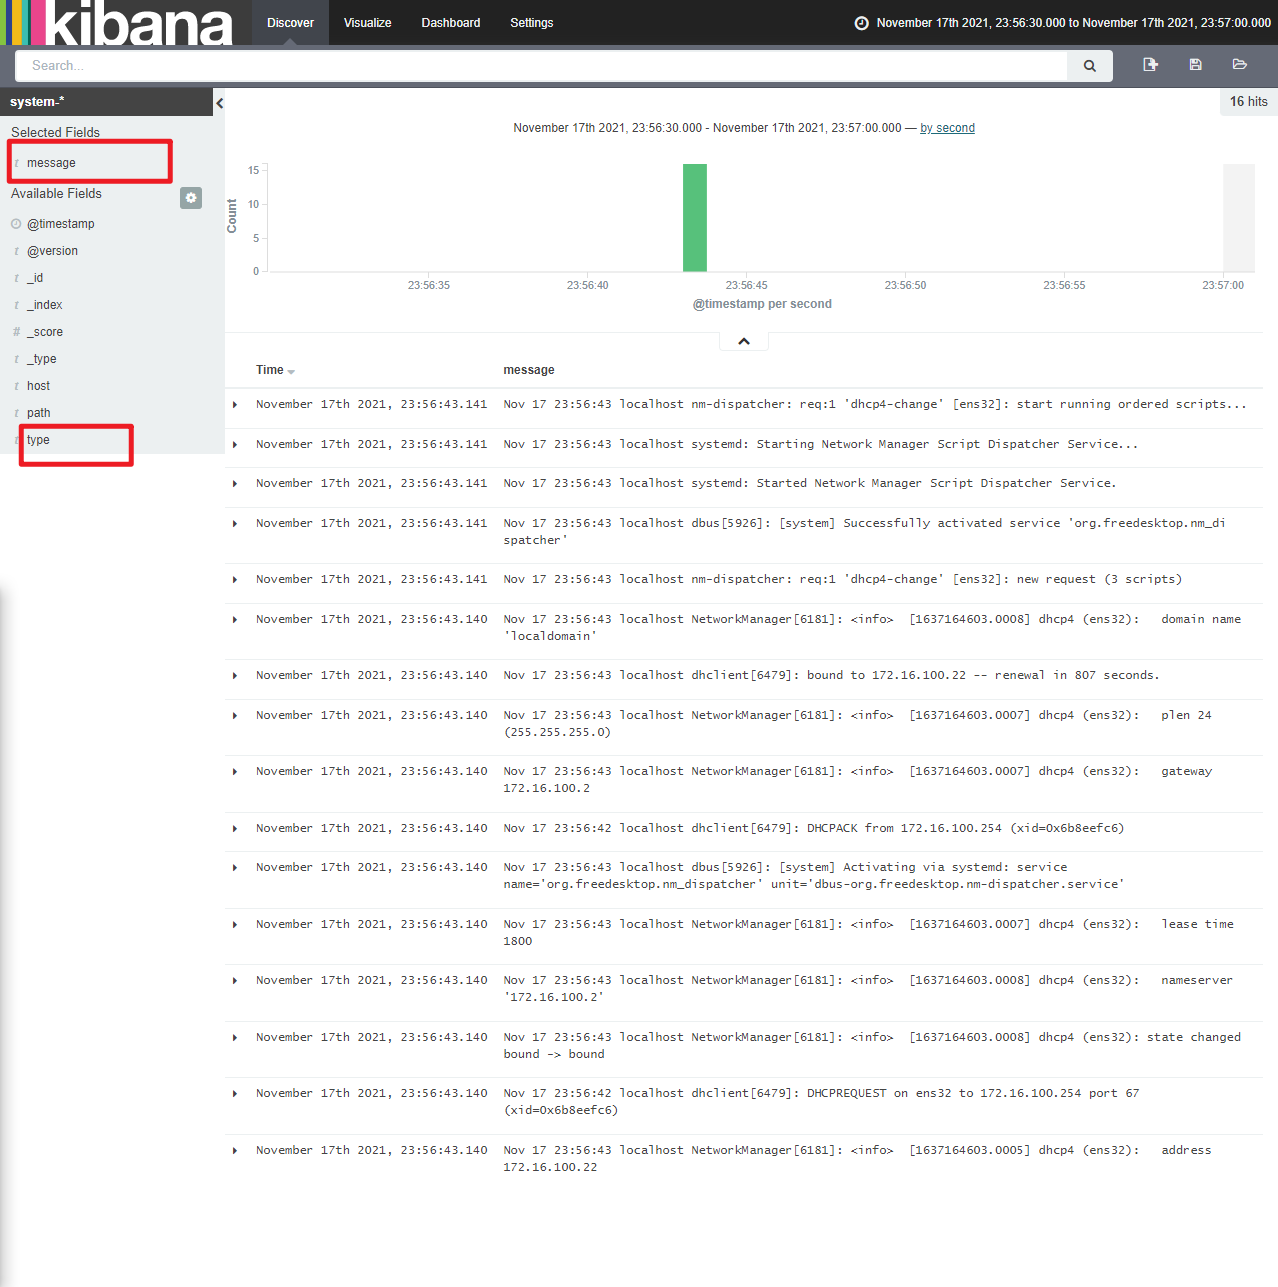 kibana
Discover
Visualize
Dashboard
Settings
November 17th 2021, 23:56:30.000 to November 17th 2021, 23:57:00.000
Search...
system-*
16 hits
Selected Fields
t message
Available Fields
@timestamp
t @version
t _id
t _index
# _score
t _type
t host
t path
t type
November 17th 2021, 23:56:30.000 - November 17th 2021, 23:57:00.000 — by second
Count
15
10
5
0
23:56:35
23:56:40
23:56:45
23:56:50
23:56:55
23:57:00
@timestamp per second
Time message
November 17th 2021, 23:56:43.141 Nov 17 23:56:43 localhost nm-dispatcher: req:1 'dhcp4-change' [ens32]: start running ordered scripts...
November 17th 2021, 23:56:43.141 Nov 17 23:56:43 localhost systemd: Starting Network Manager Script Dispatcher Service...
November 17th 2021, 23:56:43.141 Nov 17 23:56:43 localhost systemd: Started Network Manager Script Dispatcher Service.
November 17th 2021, 23:56:43.141 Nov 17 23:56:43 localhost dbus[5926]: [system] Successfully activated service 'org.freedesktop.nm_di
spatcher'
November 17th 2021, 23:56:43.141 Nov 17 23:56:43 localhost nm-dispatcher: req:1 'dhcp4-change' [ens32]: new request (3 scripts)
November 17th 2021, 23:56:43.140 Nov 17 23:56:43 localhost NetworkManager[6181]: <info> [1637164603.0008] dhcp4 (ens32): domain name
'localdomain'
November 17th 2021, 23:56:43.140 Nov 17 23:56:43 localhost dhclient[6479]: bound to 172.16.100.22 -- renewal in 807 seconds.
November 17th 2021, 23:56:43.140 Nov 17 23:56:43 localhost NetworkManager[6181]: <info> [1637164603.0007] dhcp4 (ens32): plen 24
(255.255.255.0)
November 17th 2021, 23:56:43.140 Nov 17 23:56:43 localhost NetworkManager[6181]: <info> [1637164603.0007] dhcp4 (ens32): gateway
172.16.100.2
November 17th 2021, 23:56:43.140 Nov 17 23:56:42 localhost dhclient[6479]: DHCPACK from 172.16.100.254 (xid=0x6b8eefc6)
November 17th 2021, 23:56:43.140 Nov 17 23:56:43 localhost dbus[5926]: [system] Activating via systemd: service
name='org.freedesktop.nm_dispatcher' unit='dbus-org.freedesktop.nm-dispatcher.service'
November 17th 2021, 23:56:43.140 Nov 17 23:56:43 localhost NetworkManager[6181]: <info> [1637164603.0007] dhcp4 (ens32): lease time
1800
November 17th 2021, 23:56:43.140 Nov 17 23:56:43 localhost NetworkManager[6181]: <info> [1637164603.0008] dhcp4 (ens32): nameserver
'172.16.100.2'
November 17th 2021, 23:56:43.140 Nov 17 23:56:43 localhost NetworkManager[6181]: <info> [1637164603.0008] dhcp4 (ens32): state changed
bound -> bound
November 17th 2021, 23:56:43.140 Nov 17 23:56:42 localhost dhclient[6479]: DHCPREQUEST on ens32 to 172.16.100.254 port 67
(xid=0x6b8eefc6)
November 17th 2021, 23:56:43.140 Nov 17 23:56:43 localhost NetworkManager[6181]: <info> [1637164603.0005] dhcp4 (ens32): address
172.16.100.22